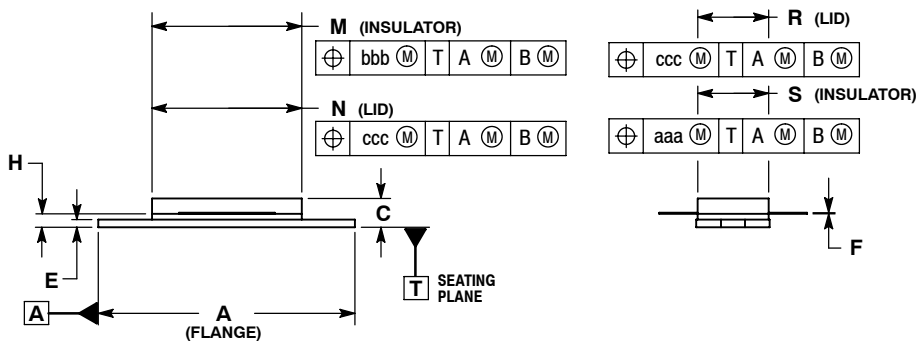 M (INSULATOR)
⌖ bbb Ⓜ T A Ⓜ B Ⓜ
N (LID)
⌖ ccc Ⓜ T A Ⓜ B Ⓜ
R (LID)
⌖ ccc Ⓜ T A Ⓜ B Ⓜ
S (INSULATOR)
⌖ aaa Ⓜ T A Ⓜ B Ⓜ
H
C
E
F
T SEATING
PLANE
A
A
(FLANGE)